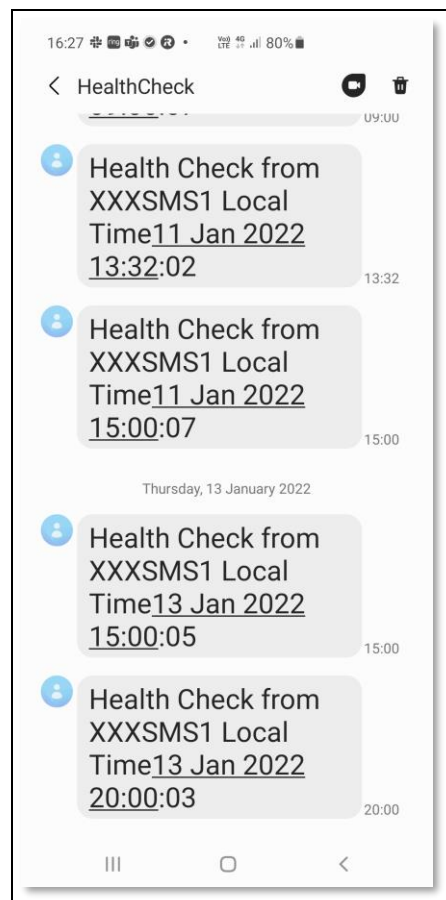 16:27 80%
HealthCheck
09:00
Health Check from
XXXSMS1 Local
Time11 Jan 2022
13:32:02
13:32
Health Check from
XXXSMS1 Local
Time11 Jan 2022
15:00:07
15:00
Thursday, 13 January 2022
Health Check from
XXXSMS1 Local
Time13 Jan 2022
15:00:05
15:00
Health Check from
XXXSMS1 Local
Time13 Jan 2022
20:00:03
20:00